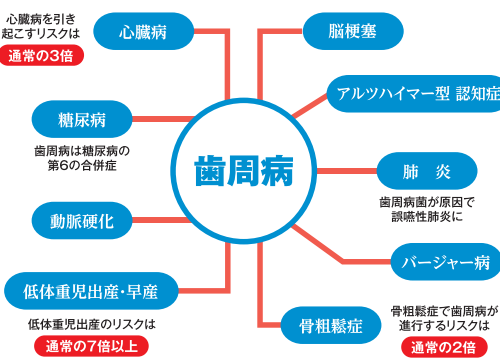 心臓病を引き
起こすリスクは
通常の3倍
心臓病
脳梗塞
アルツハイマー型 認知症
糖尿病
歯周病は糖尿病の
第6の合併症
歯周病
肺 炎
歯周病菌が原因で
誤嚥性肺炎に
動脈硬化
バージャー病
低体重児出産・早産
低体重児出産のリスクは
通常の7倍以上
骨粗鬆症
骨粗鬆症で歯周病が
進行するリスクは
通常の2倍